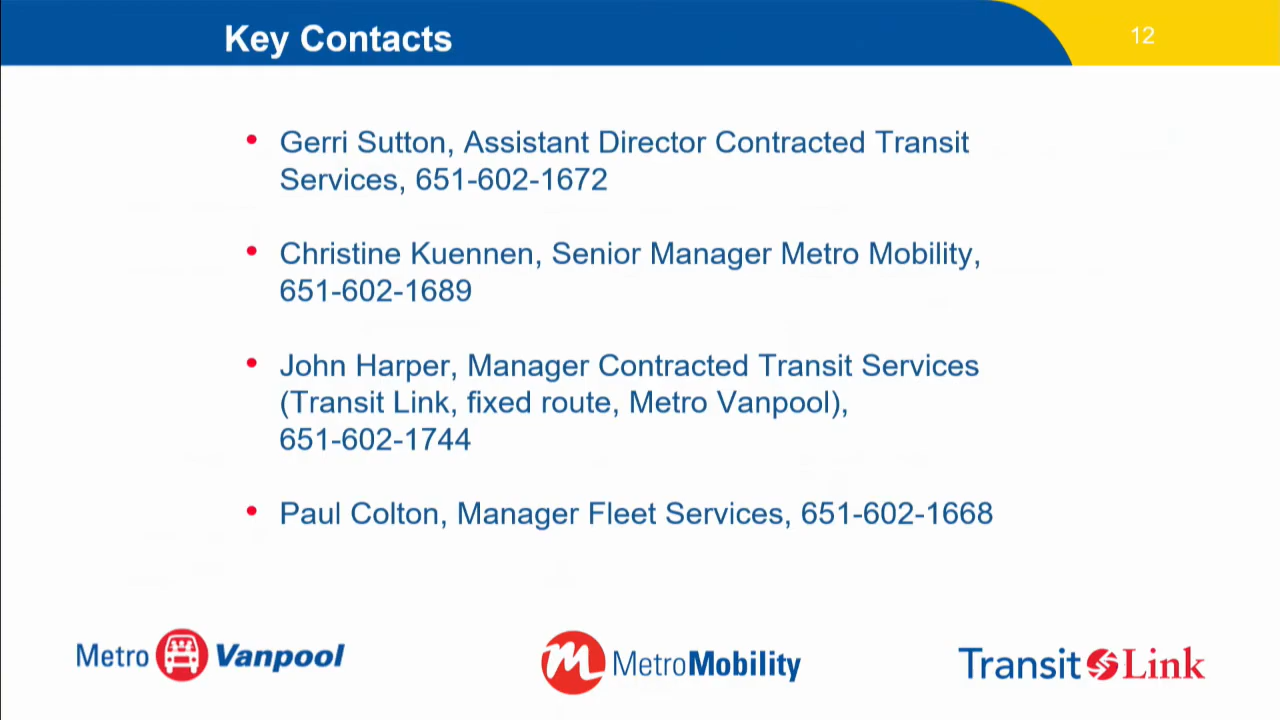 Key Contacts
12
• Gerri Sutton, Assistant Director Contracted Transit
Services, 651-602-1672
• Christine Kuennen, Senior Manager Metro Mobility,
651-602-1689
• John Harper, Manager Contracted Transit Services
(Transit Link, fixed route, Metro Vanpool),
651-602-1744
• Paul Colton, Manager Fleet Services, 651-602-1668
Metro Vanpool
m MetroMobility
Transit Link